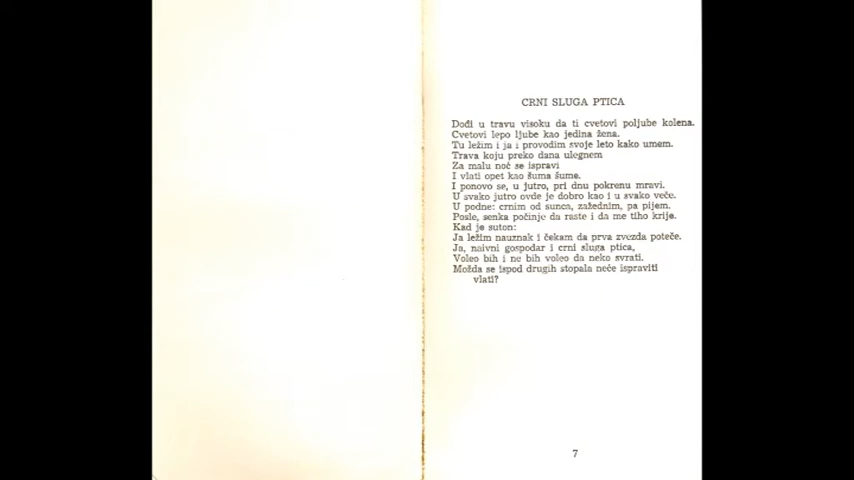 CRNI SLUGA PTICA
Dođi u travu visoku da ti cvetovi poljube kolena.
Cvetovi lepo ljube kao jedina žena.
Tu ležim i ja i provodim svoje leto kako umem.
Trava koju preko dana ulegnem
Za malu noć se ispravi
I vlati opet kao šuma šume.
I ponovo se, u jutro, pri dnu pokrenu mravi.
U svako jutro ovde je dobro kao i u svako veče.
U podne: crnim od sunca, zažednim, pa pijem.
Posle, senka počinje da raste i da me tiho krije.
Kad je suton:
Ja ležim nauznak i čekam da prva zvezda poteče.
Ja, naivni gospodar i crni sluga ptica,
Voleo bih i ne bih voleo da neko svrati.
Možda se ispod drugih stopala neće ispraviti
vlati?
7